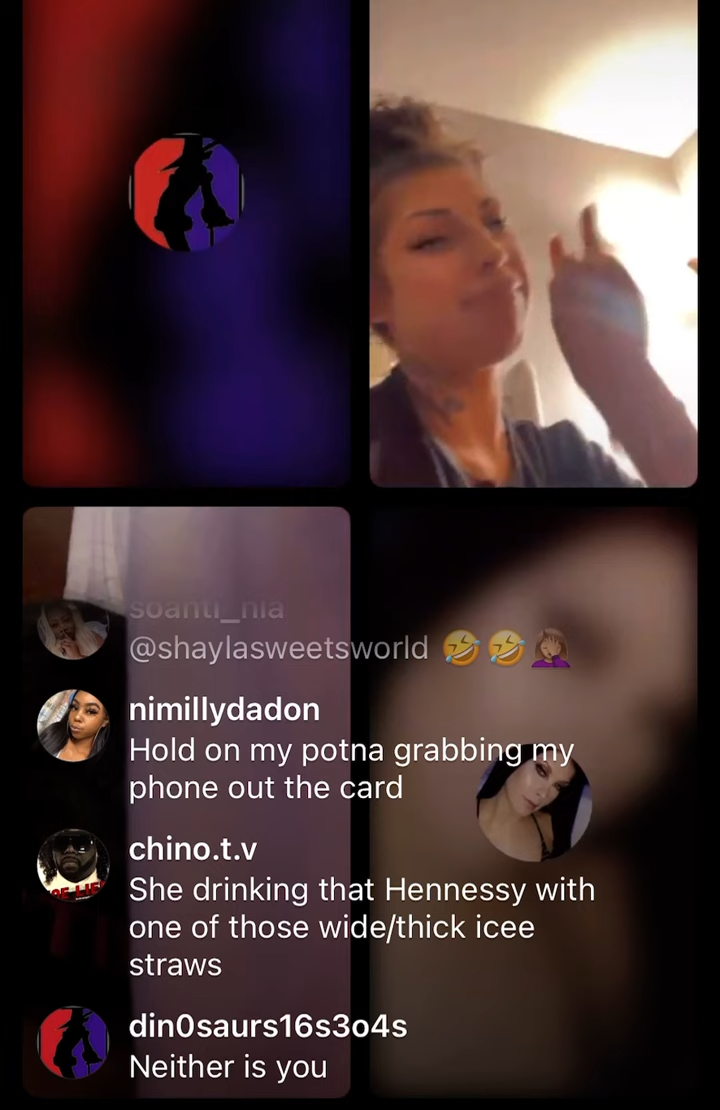 soanti_nia
@shaylasweetsworld 🤣 🤣 🤦🏽‍♀️
nimillydadon
Hold on my potna grabbing my
phone out the card
chino.t.v
She drinking that Hennessy with
one of those wide/thick icee
straws
din0saurs16s3o4s
Neither is you